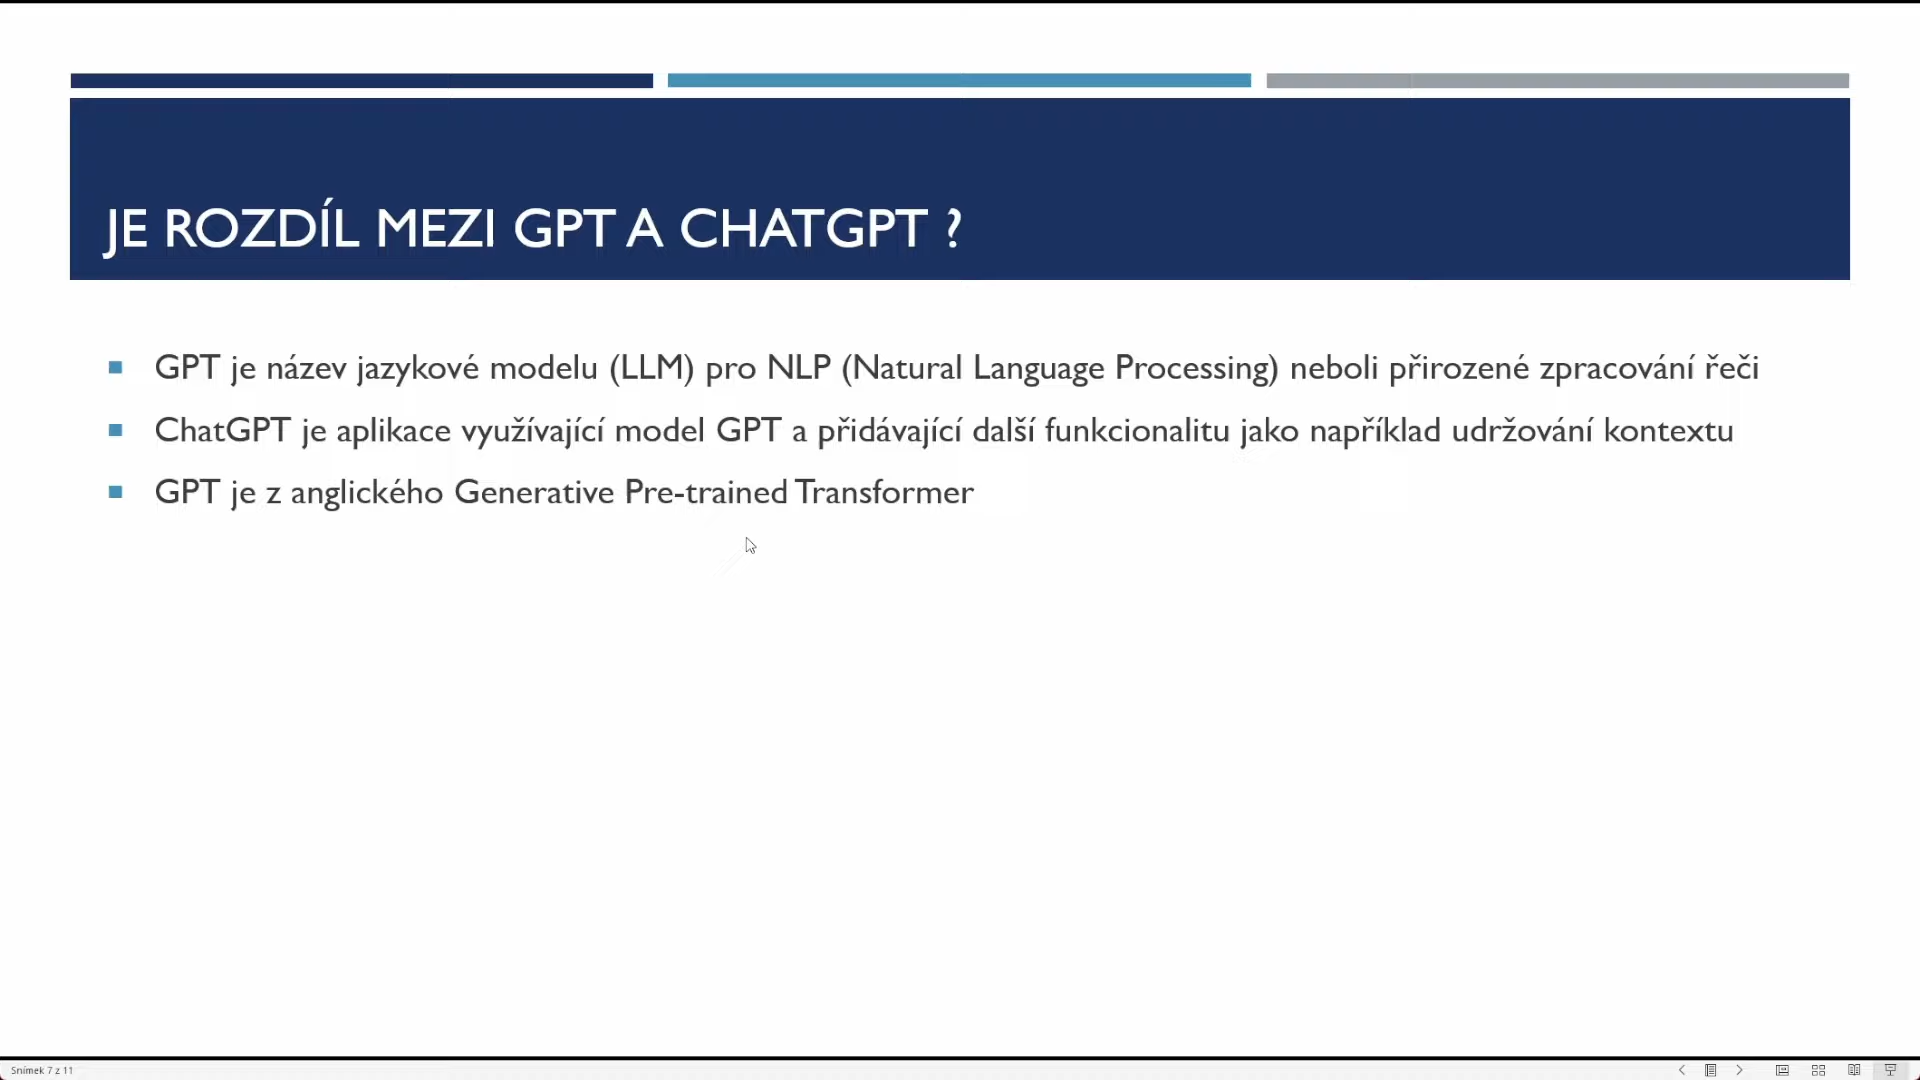 JE ROZDÍL MEZI GPT A CHATGPT ?
GPT je název jazykové modelu (LLM) pro NLP (Natural Language Processing) neboli přirozené zpracování řeči
ChatGPT je aplikace využívající model GPT a přidávající další funkcionalitu jako například udržování kontextu
GPT je z anglického Generative Pre-trained Transformer
Snímek 7 z 11